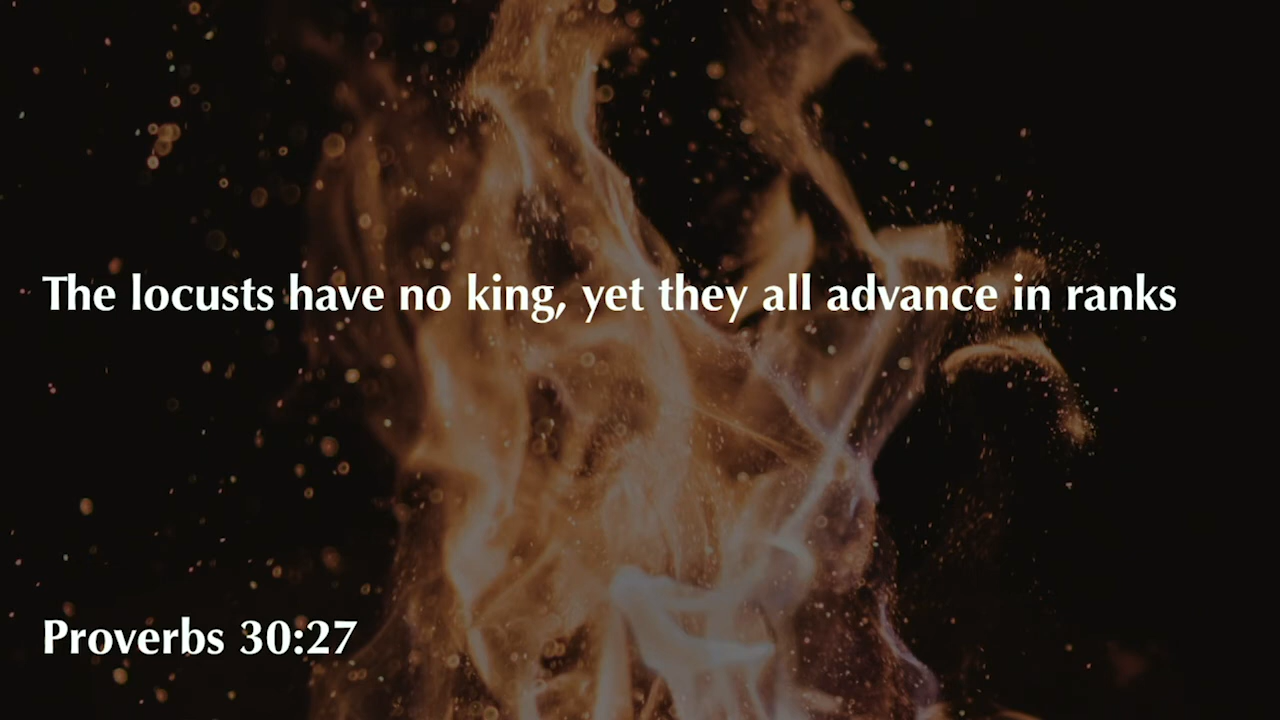 The locusts have no king, yet they all advance in ranks
Proverbs 30:27